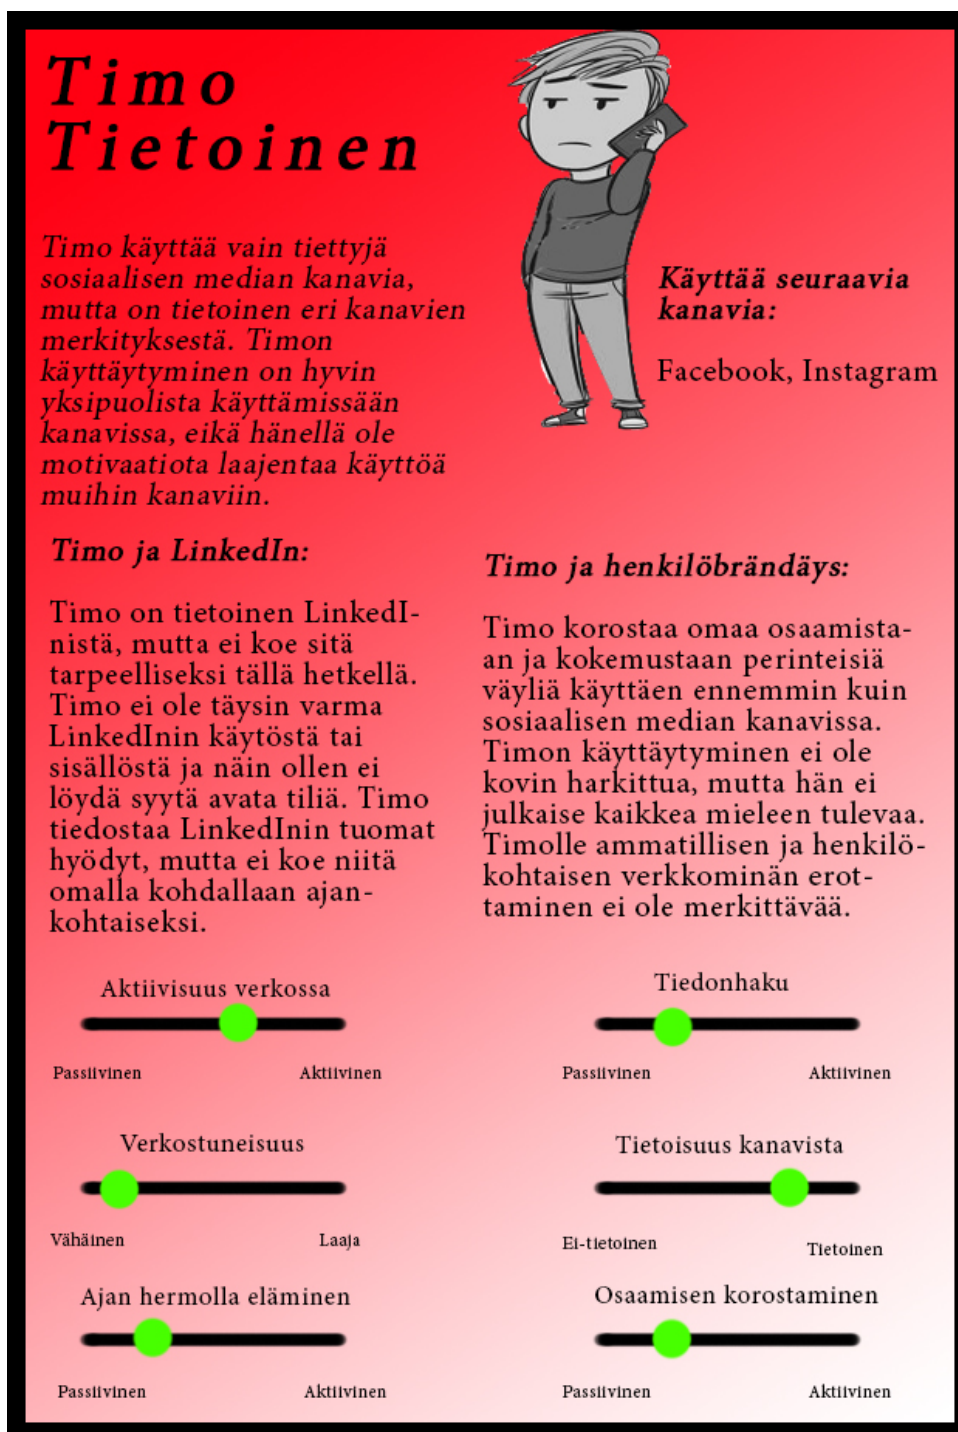 Timo
Tietoinen
Timo käyttää vain tiettyjä
sosiaalisen median kanavia,
mutta on tietoinen eri kanavien
merkityksestä. Timon
käyttäytyminen on hyvin
yksipuolista käyttämissään
kanavissa, eikä hänellä ole
motivaatiota laajentaa käyttöä
muihin kanaviin.
Käyttää seuraavia
kanavia:
Facebook, Instagram
Timo ja LinkedIn:
Timo on tietoinen LinkedI-
nistä, mutta ei koe sitä
tarpeelliseksi tällä hetkellä.
Timo ei ole täysin varma
LinkedInin käytöstä tai
sisällöstä ja näin ollen ei
löydä syytä avata tiliä. Timo
tiedostaa LinkedInin tuomat
hyödyt, mutta ei koe niitä
omalla kohdallaan ajan-
kohtaiseksi.
Timo ja henkilöbrändäys:
Timo korostaa omaa osaamista-
an ja kokemustaan perinteisiä
väyliä käyttäen ennemmin kuin
sosiaalisen median kanavissa.
Timon käyttäytyminen ei ole
kovin harkittua, mutta hän ei
julkaise kaikkea mieleen tulevaa.
Timolle ammatillisen ja henkilö-
kohtaisen verkkominän erot-
taminen ei ole merkittävää.
Aktiivisuus verkossa
Passiivinen Aktiivinen
Tiedonhaku
Passiivinen Aktiivinen
Verkostuneisuus
Vähäinen Laaja
Tietoisuus kanavista
Ei-tietoinen Tietoinen
Ajan hermolla eläminen
Passiivinen Aktiivinen
Osaamisen korostaminen
Passiivinen Aktiivinen